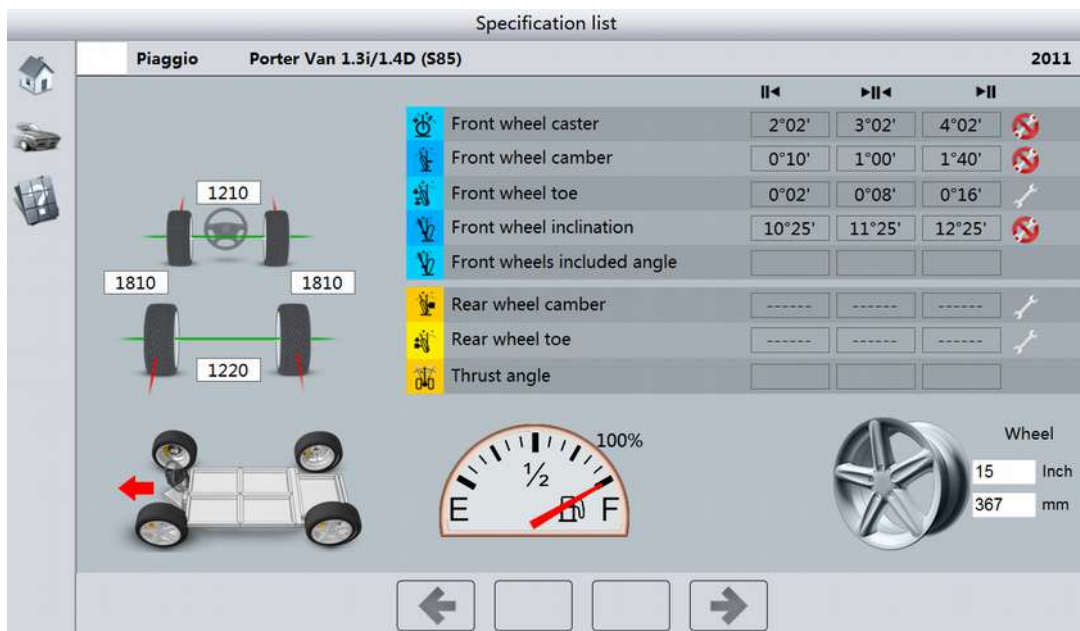 Specification list
Piaggio Porter Van 1.3i/1.4D (S85) 2011
Front wheel caster 2°02' 3°02' 4°02'
Front wheel camber 0°10' 1°00' 1°40'
Front wheel toe 0°02' 0°08' 0°16'
Front wheel inclination 10°25' 11°25' 12°25'
Front wheels included angle
Rear wheel camber ------ ------ ------
Rear wheel toe ------ ------ ------
Thrust angle
1210
1810 1810
1220
100%
1/2
E F
Wheel
15 Inch
367 mm